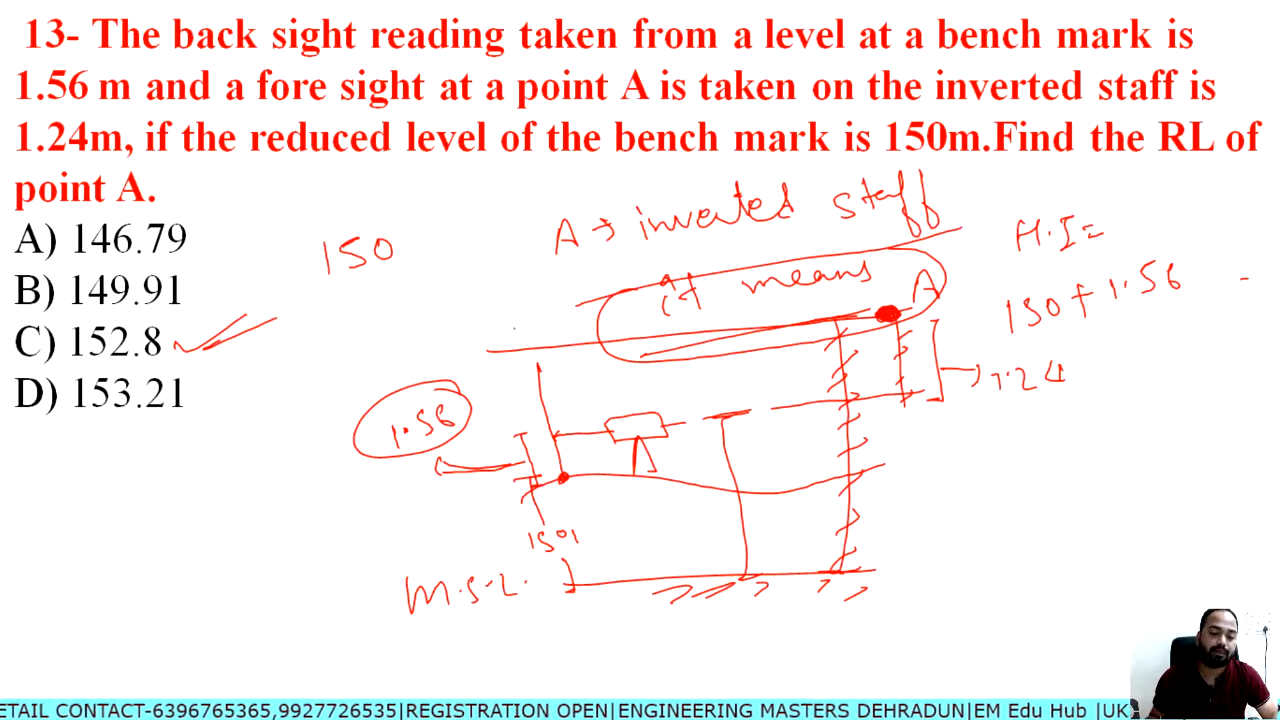 13- The back sight reading taken from a level at a bench mark is
1.56 m and a fore sight at a point A is taken on the inverted staff is
1.24m, if the reduced level of the bench mark is 150m.Find the RL of
point A.
A) 146.79
B) 149.91
C) 152.8
D) 153.21
150
A → inverted staff
it means
A
H.I =
150 + 1.56
1.24
1.56
M.S.L.
ETAIL CONTACT-6396765365,9927726535|REGISTRATION OPEN|ENGINEERING MASTERS DEHRADUN|EM Edu Hub |UK